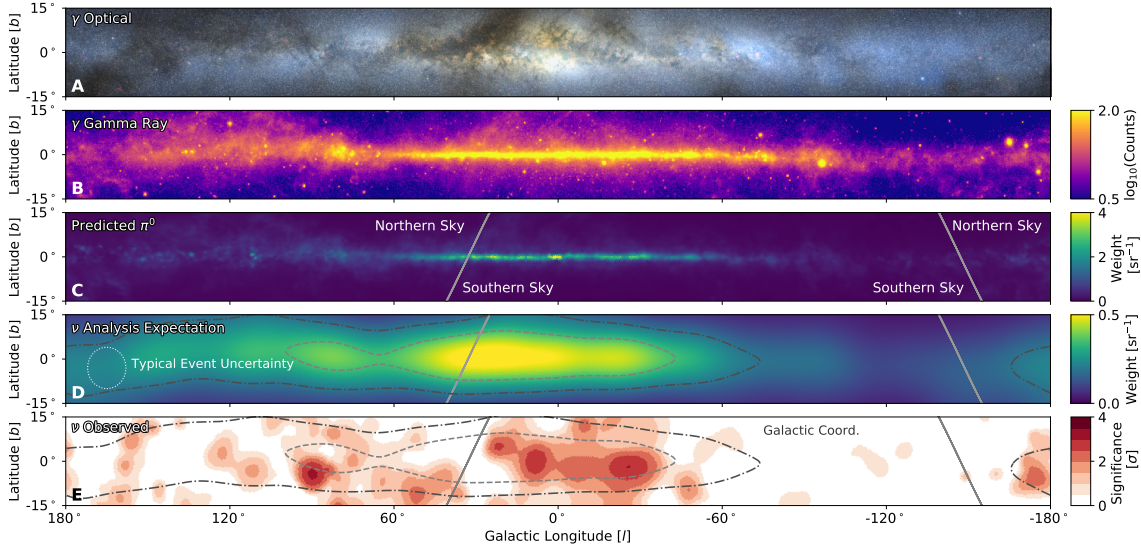 15°
0°
-15°
Latitude [b]
γ Optical
A
15°
0°
-15°
Latitude [b]
γ Gamma Ray
B
2.0
0.5
log10(Counts)
15°
0°
-15°
Latitude [b]
Predicted π0
Northern Sky
Northern Sky
Southern Sky
Southern Sky
C
4
2
0
Weight
[sr−1]
15°
0°
-15°
Latitude [b]
ν Analysis Expectation
Typical Event Uncertainty
D
0.5
0.0
Weight [sr−1]
15°
0°
-15°
Latitude [b]
ν Observed
Galactic Coord.
E
4
2
0
Significance
[σ]
180
120
60
0
-60
-120
-180°
Galactic Longitude [l]